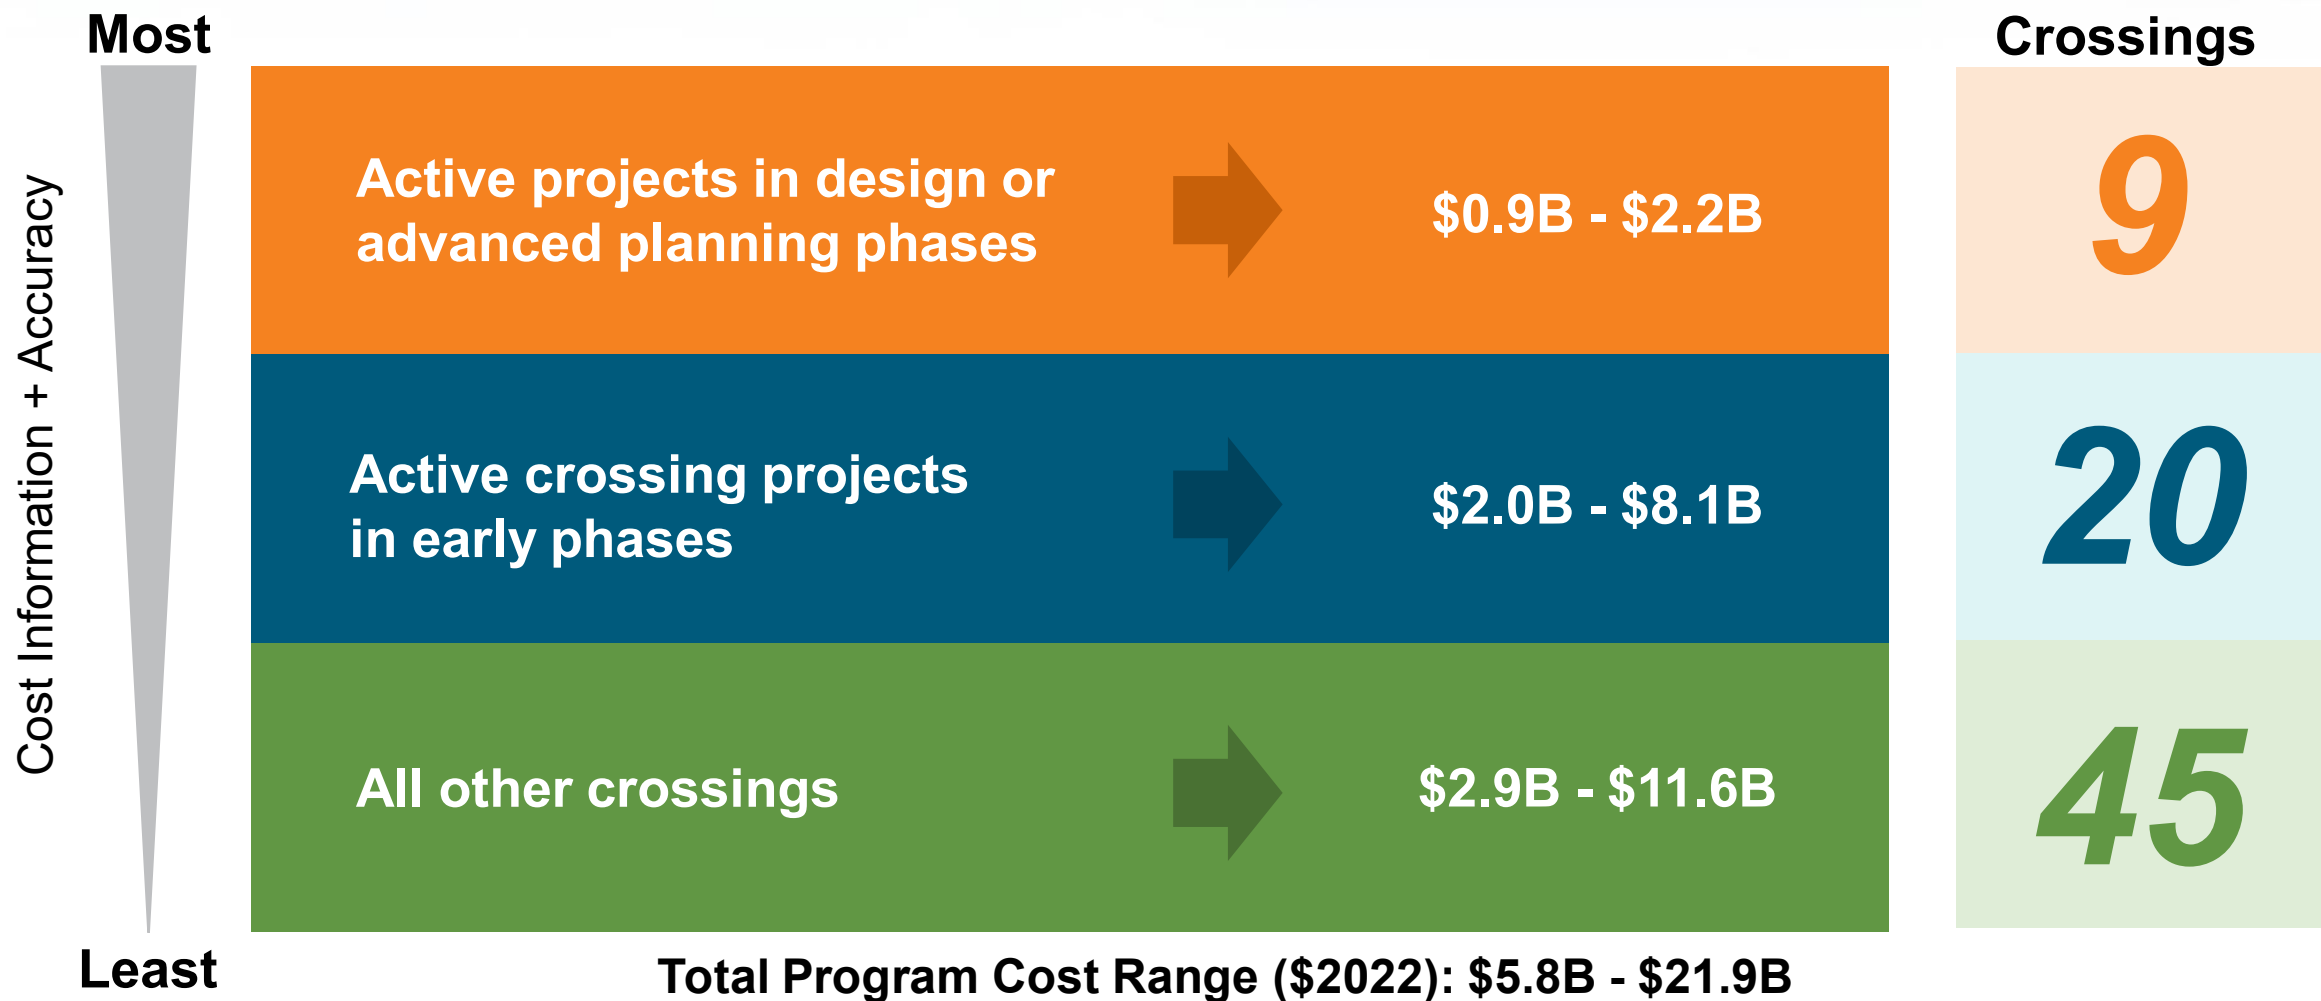 Most
Crossings
Cost Information + Accuracy
Active projects in design or
advanced planning phases
$0.9B - $2.2B
9
Active crossing projects
in early phases
$2.0B - $8.1B
20
All other crossings
$2.9B - $11.6B
45
Least
Total Program Cost Range ($2022): $5.8B - $21.9B